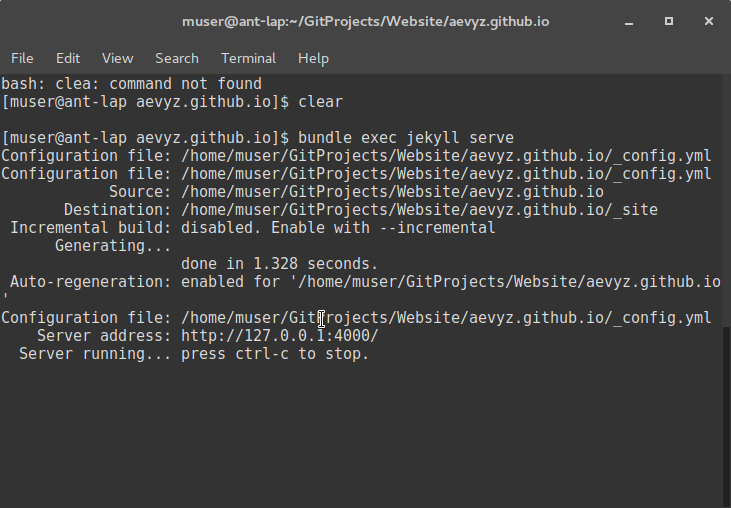 muser@ant-lap:~/GitProjects/Website/aevyz.github.io
File Edit View Search Terminal Help
bash: clea: command not found
[muser@ant-lap aevyz.github.io]$ clear
[muser@ant-lap aevyz.github.io]$ bundle exec jekyll serve
Configuration file: /home/muser/GitProjects/Website/aevyz.github.io/_config.yml
Configuration file: /home/muser/GitProjects/Website/aevyz.github.io/_config.yml
Source: /home/muser/GitProjects/Website/aevyz.github.io
Destination: /home/muser/GitProjects/Website/aevyz.github.io/_site
Incremental build: disabled. Enable with --incremental
Generating...
done in 1.328 seconds.
Auto-regeneration: enabled for '/home/muser/GitProjects/Website/aevyz.github.io
'
Configuration file: /home/muser/GitProjects/Website/aevyz.github.io/_config.yml
Server address: http://127.0.0.1:4000/
Server running... press ctrl-c to stop.